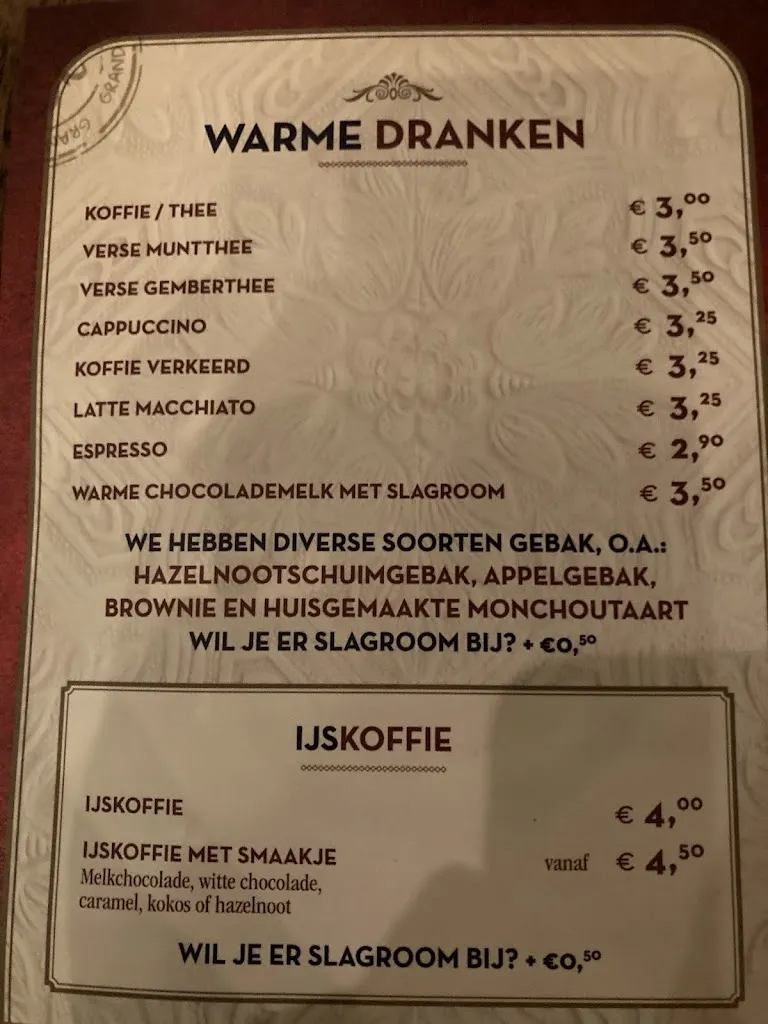 GRAND
GRA
WARME DRANKEN
KOFFIE / THEE € 3,00
VERSE MUNTTHEE € 3,50
VERSE GEMBERTHEE € 3,50
CAPPUCCINO € 3,25
KOFFIE VERKEERD € 3,25
LATTE MACCHIATO € 3,25
ESPRESSO € 2,90
WARME CHOCOLADEMELK MET SLAGROOM € 3,50
WE HEBBEN DIVERSE SOORTEN GEBAK, O.A.:
HAZELNOOTSCHUIMGEBAK, APPELGEBAK,
BROWNIE EN HUISGEMAAKTE MONCHOUTAART
WIL JE ER SLAGROOM BIJ? + €0,50
IJSKOFFIE
IJSKOFFIE € 4,00
IJSKOFFIE MET SMAAKJE vanaf € 4,50
Melkchocolade, witte chocolade,
caramel, kokos of hazelnoot
WIL JE ER SLAGROOM BIJ? + €0,50